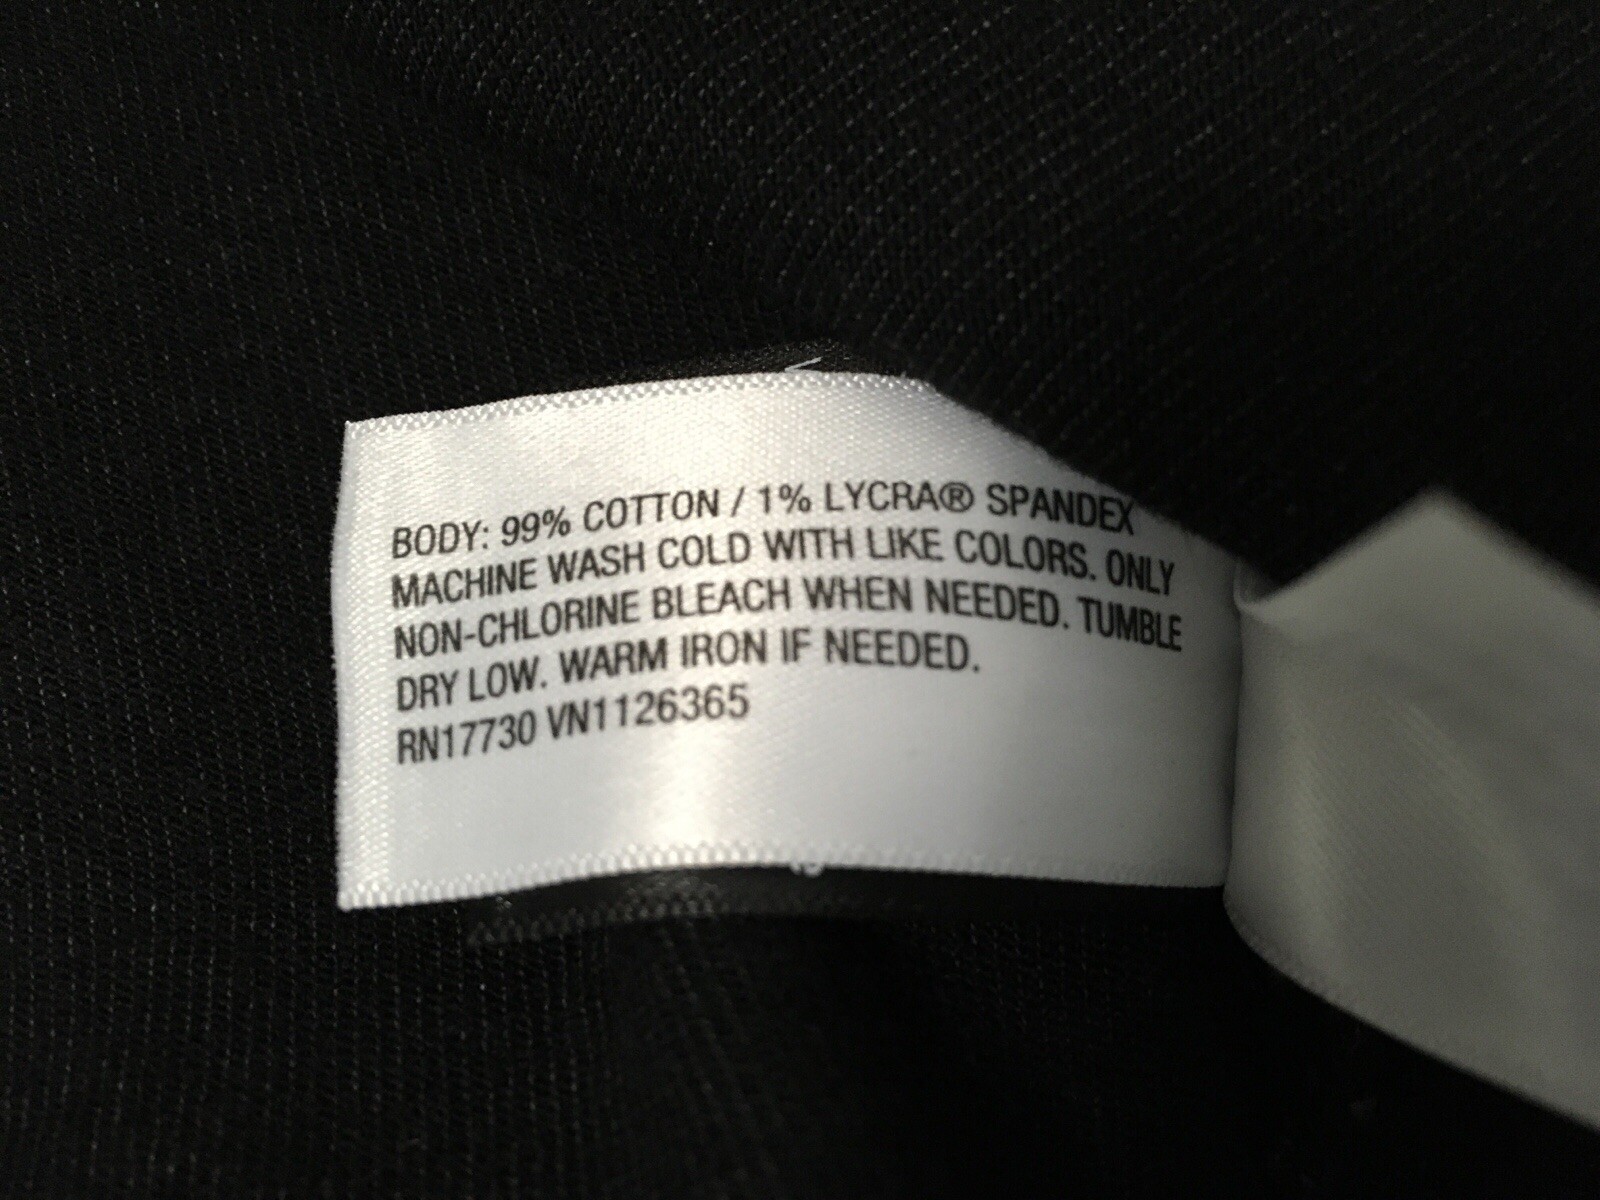 BODY: 99% COTTON / 1% LYCRA® SPANDEX
MACHINE WASH COLD WITH LIKE COLORS. ONLY
NON-CHLORINE BLEACH WHEN NEEDED. TUMBLE
DRY LOW. WARM IRON IF NEEDED.
RN17730 VN1126365